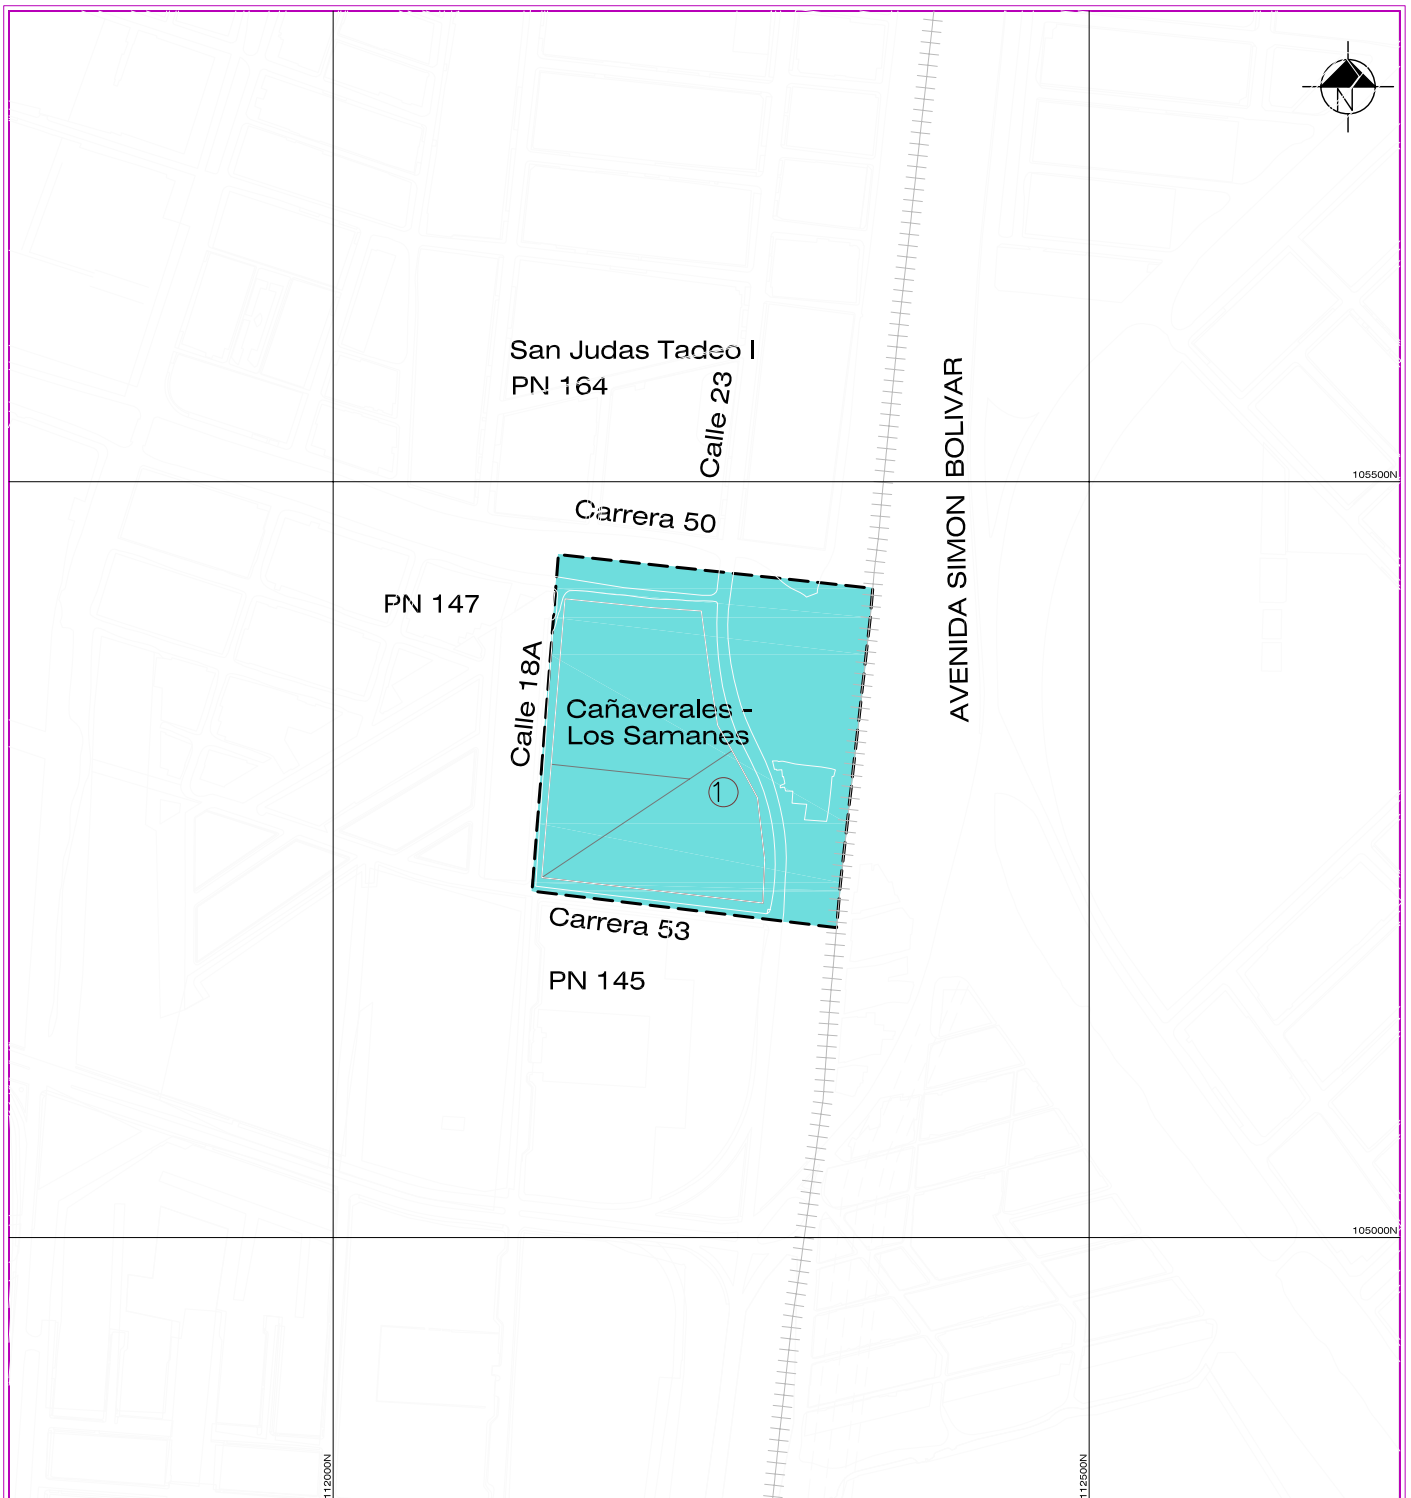 N
San Judas Tadeo I
PN 164
Calle 23
AVENIDA SIMON BOLIVAR
105500N
Carrera 50
PN 147
Calle 18A
Cañaverales -
Los Samanes
1
Carrera 53
PN 145
105000N
112000N
112500N